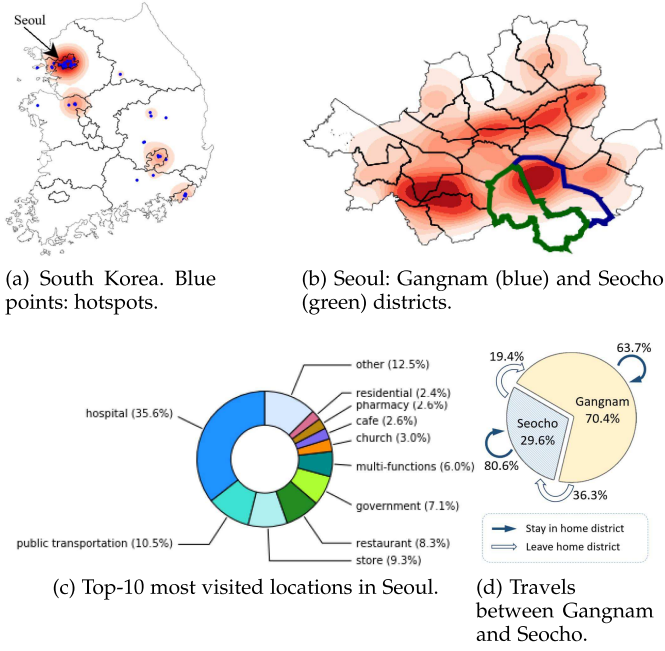 Seoul
(a) South Korea. Blue
points: hotspots.
(b) Seoul: Gangnam (blue) and Seocho
(green) districts.
other (12.5%)
residential (2.4%)
pharmacy (2.6%)
cafe (2.6%)
church (3.0%)
multi-functions (6.0%)
government (7.1%)
restaurant (8.3%)
store (9.3%)
public transportation (10.5%)
hospital (35.6%)
(c) Top-10 most visited locations in Seoul.
63.7%
19.4%
Gangnam
70.4%
Seocho
29.6%
80.6%
36.3%
Stay in home district
Leave home district
(d) Travels
between Gangnam
and Seocho.